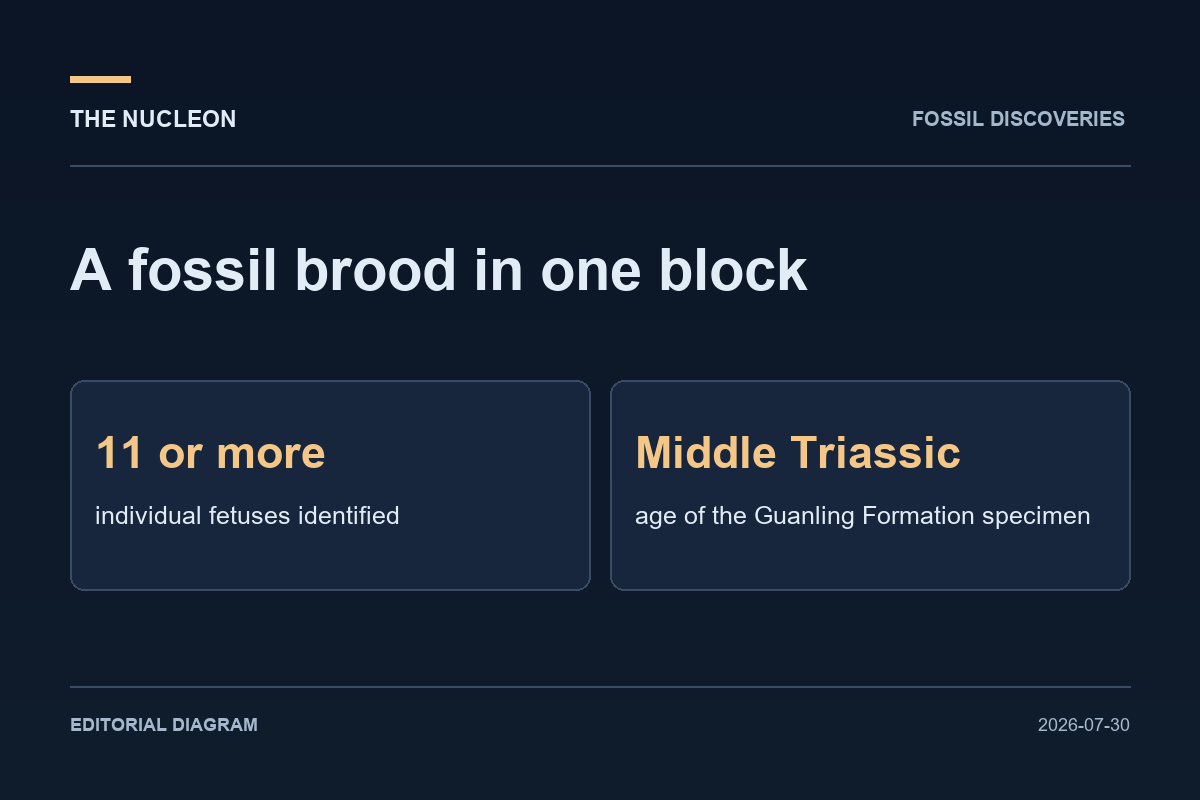 THE NUCLEON
FOSSIL DISCOVERIES
A fossil brood in one block
11 or more
individual fetuses identified
Middle Triassic
age of the Guanling Formation specimen
EDITORIAL DIAGRAM
2026-07-30